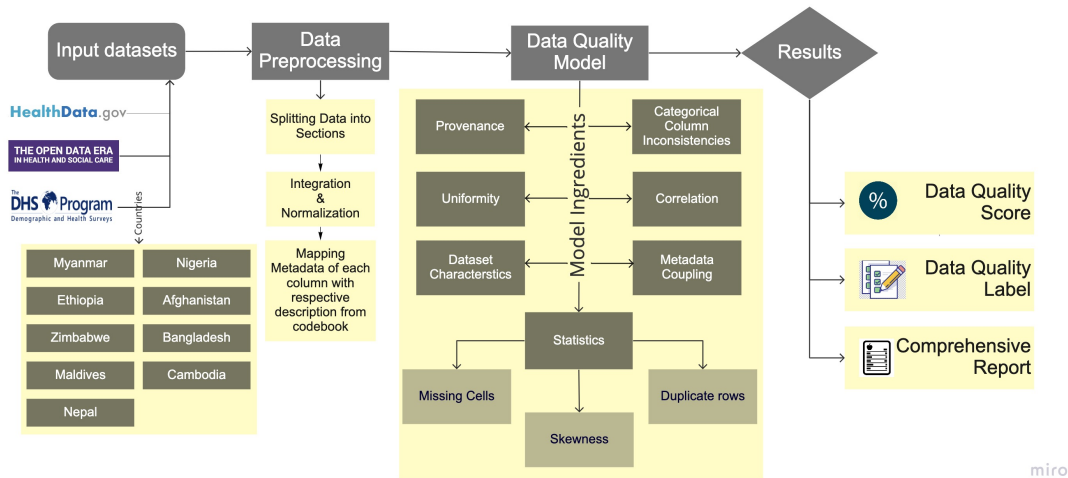 Input datasets
Data
Preprocessing
Data Quality
Model
Results
HealthData.gov
THE OPEN DATA ERA
IN HEALTH AND SOCIAL CARE
The
DHS Program
Demographic and Health Surveys
Countries
Myanmar
Nigeria
Ethiopia
Afghanistan
Zimbabwe
Bangladesh
Maldives
Cambodia
Nepal
Splitting Data into
Sections
Integration
&
Normalization
Mapping
Metadata of each
column with
respective
description from
codebook
Model Ingredients
Provenance
Categorical
Column
Inconsistencies
Uniformity
Correlation
Dataset
Characterstics
Metadata
Coupling
Statistics
Missing Cells
Duplicate rows
Skewness
%
Data Quality
Score
Data Quality
Label
Comprehensive
Report
miro